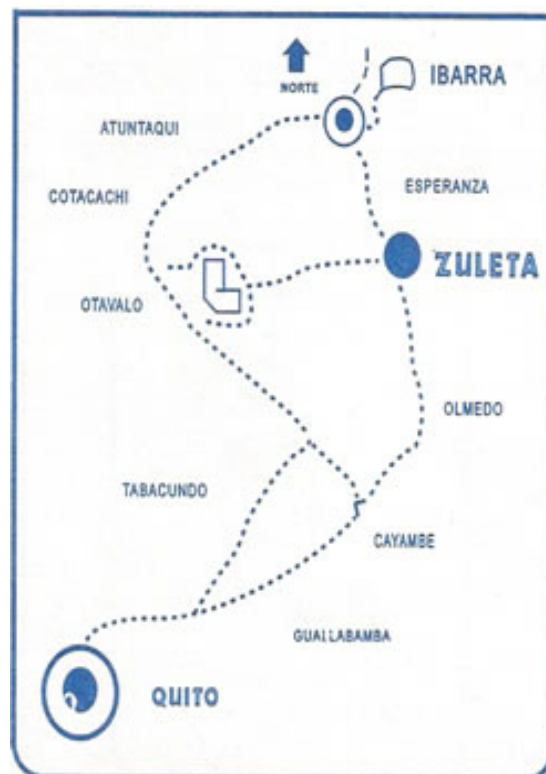 IBARRA
NORTE
ATUNTAQUI
ESPERANZA
COTACACHI
ZULETA
OTAVALO
OLMEDO
TABACUNDO
CAYAMBE
GUALLABAMBA
QUITO